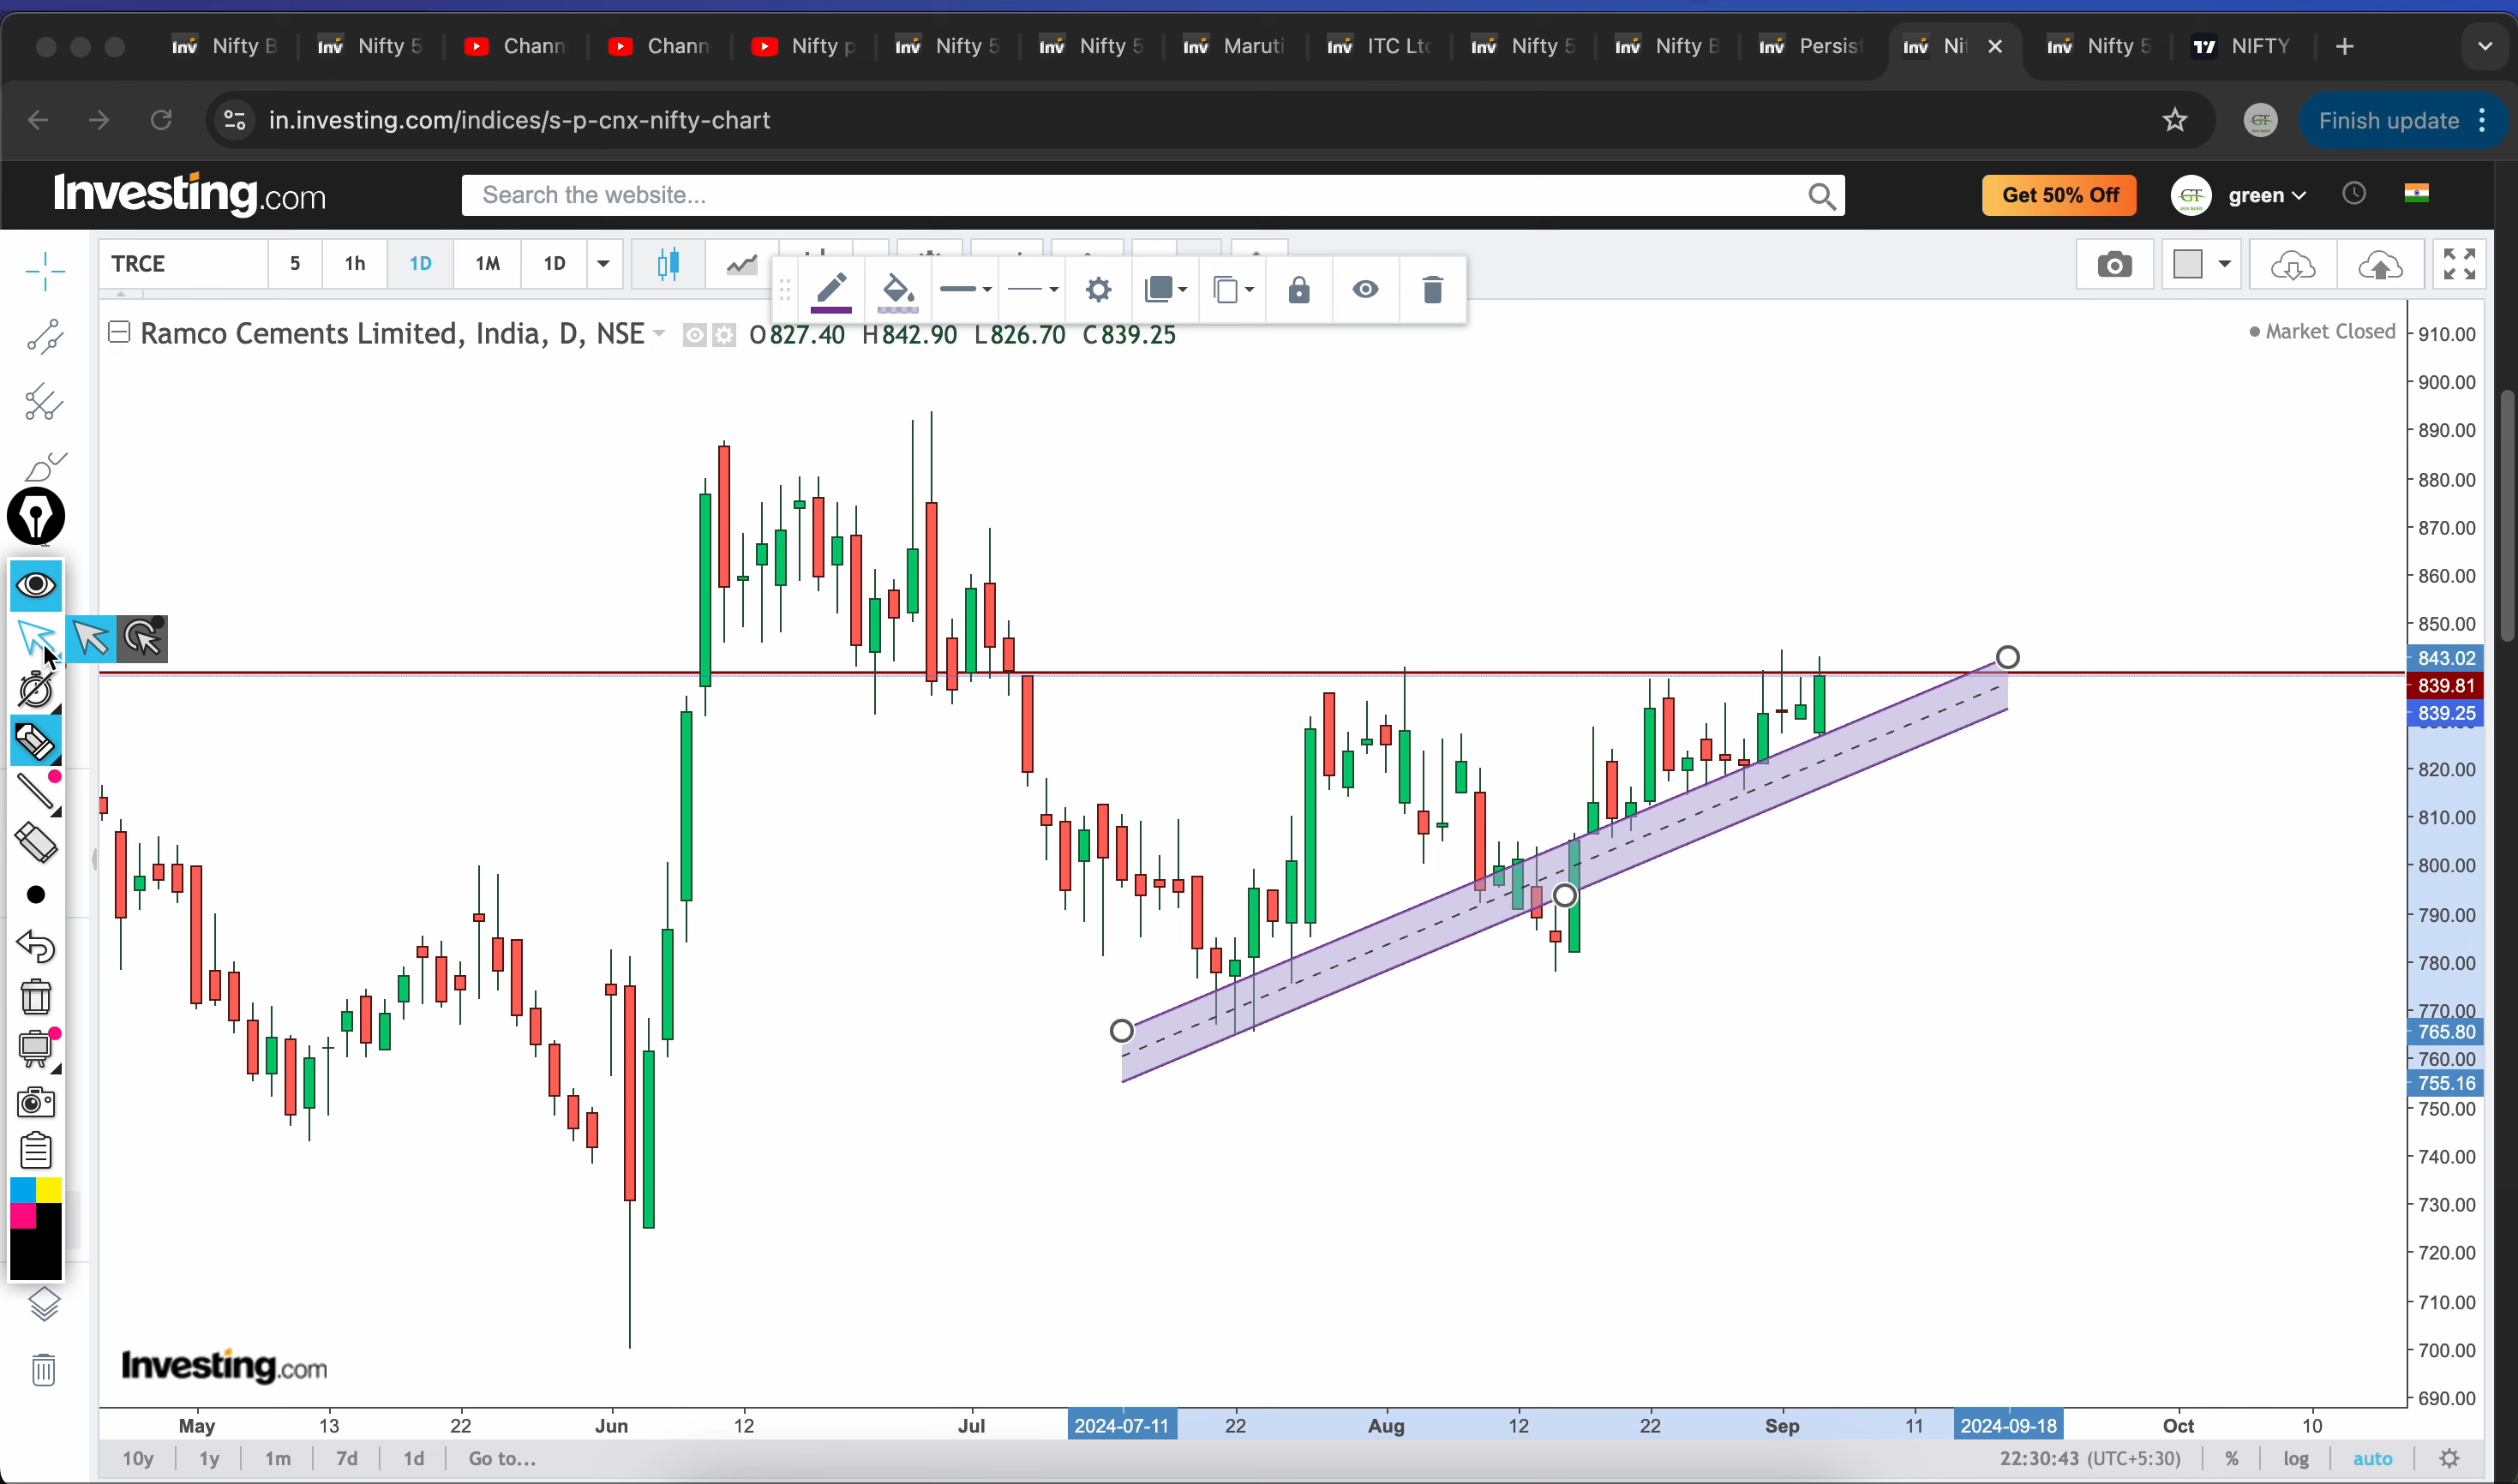 Nifty B
Nifty 5
Chann
Chann
Nifty p
Nifty 5
Nifty 5
Maruti
ITC Ltd
Nifty 5
Nifty B
Persist
Ni
Nifty 5
NIFTY
in.investing.com/indices/s-p-cnx-nifty-chart
Finish update
Investing.com
Search the website...
Get 50% Off
GT
green
TRCE
5
1h
1D
1M
1D
Ramco Cements Limited, India, D, NSE
O827.40 H842.90 L826.70 C839.25
Market Closed
910.00
900.00
890.00
880.00
870.00
860.00
850.00
843.02
839.81
839.25
820.00
810.00
800.00
790.00
780.00
770.00
765.80
760.00
755.16
750.00
740.00
730.00
720.00
710.00
700.00
690.00
Investing.com
May
13
22
Jun
12
Jul
2024-07-11
22
Aug
12
22
Sep
11
2024-09-18
Oct
10
10y
1y
1m
7d
1d
Go to...
22:30:43 (UTC+5:30)
%
log
auto